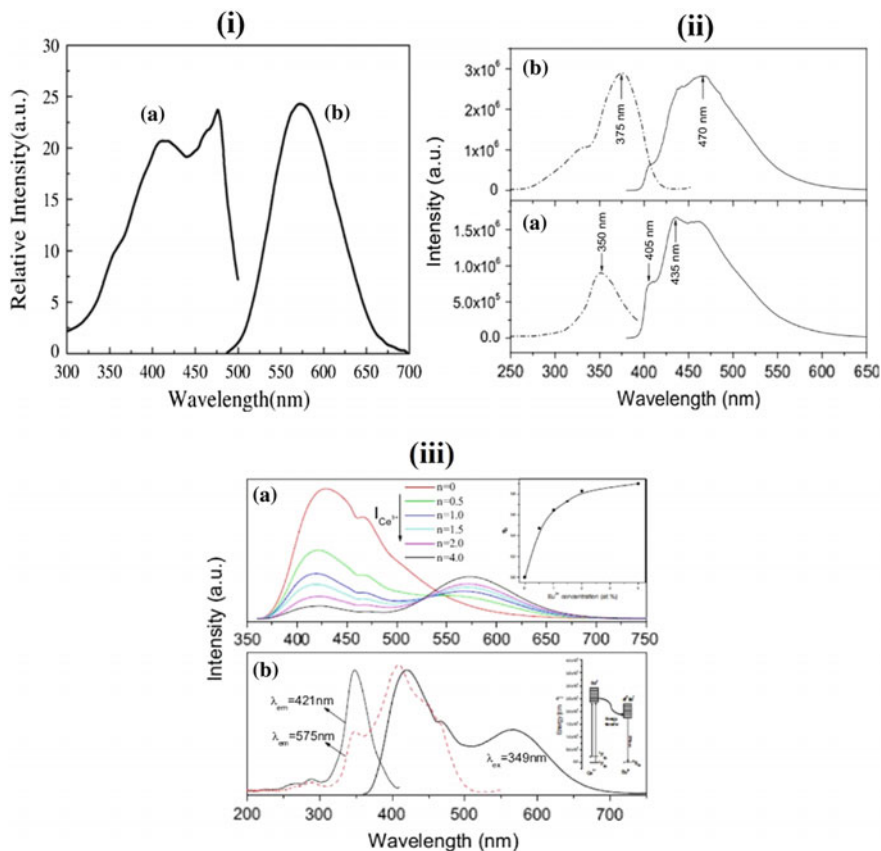 (i)
30
25
20
15
10
5
0
Relative Intensity(a.u.)
(a)
(b)
300 350 400 450 500 550 600 650 700
Wavelength(nm)
(ii)
(b)
3x10⁶
2x10⁶
1x10⁶
0
375 nm
470 nm
Intensity (a.u.)
(a)
1.5x10⁶
1.0x10⁶
5.0x10⁵
0.0
350 nm
405 nm
435 nm
250 300 350 400 450 500 550 600 650
Wavelength (nm)
(iii)
(a)
I Ce³⁺
n=0
n=0.5
n=1.0
n=1.5
n=2.0
n=4.0
Eu²⁺ concentration (at %)
350 400 450 500 550 600 650 700 750
Intensity (a.u.)
(b)
λem=421nm
λem=575nm
λex=349nm
200 300 400 500 600 700
Wavelength (nm)